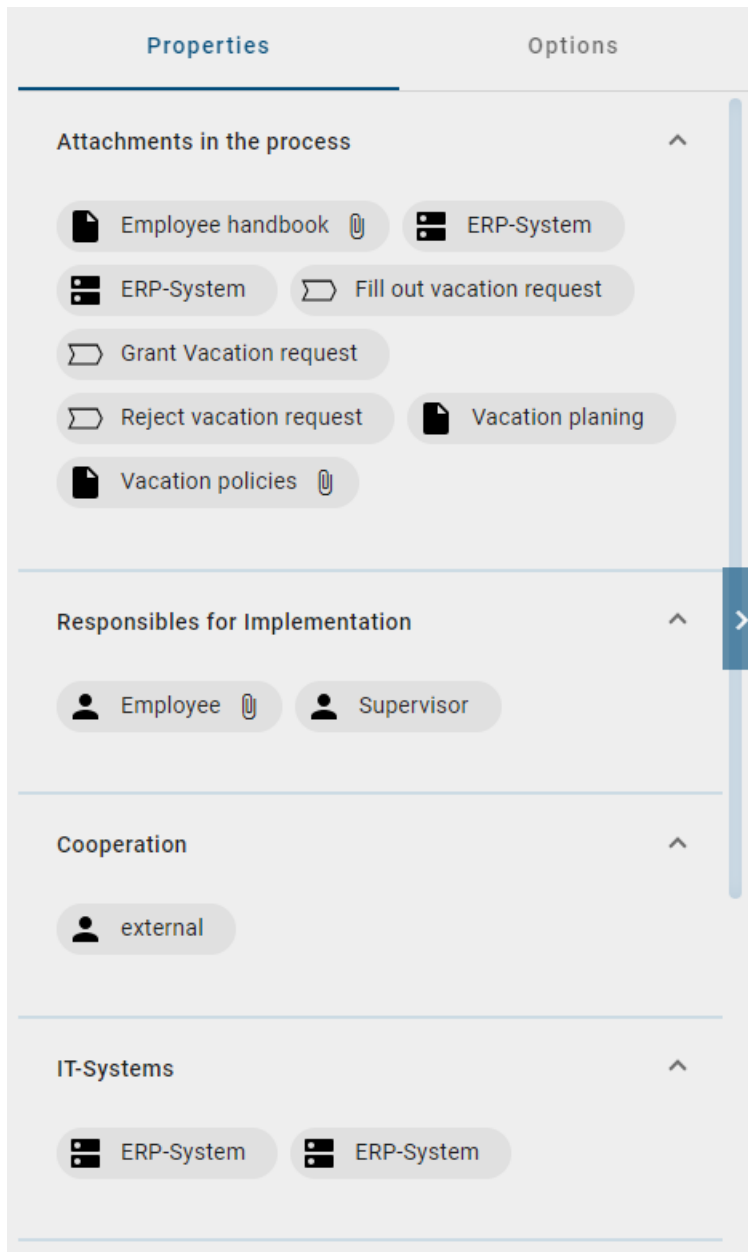 Properties Options
Attachments in the process
Employee handbook ERP-System
ERP-System Fill out vacation request
Grant Vacation request
Reject vacation request Vacation planing
Vacation policies
Responsibles for Implementation
Employee Supervisor
Cooperation
external
IT-Systems
ERP-System ERP-System